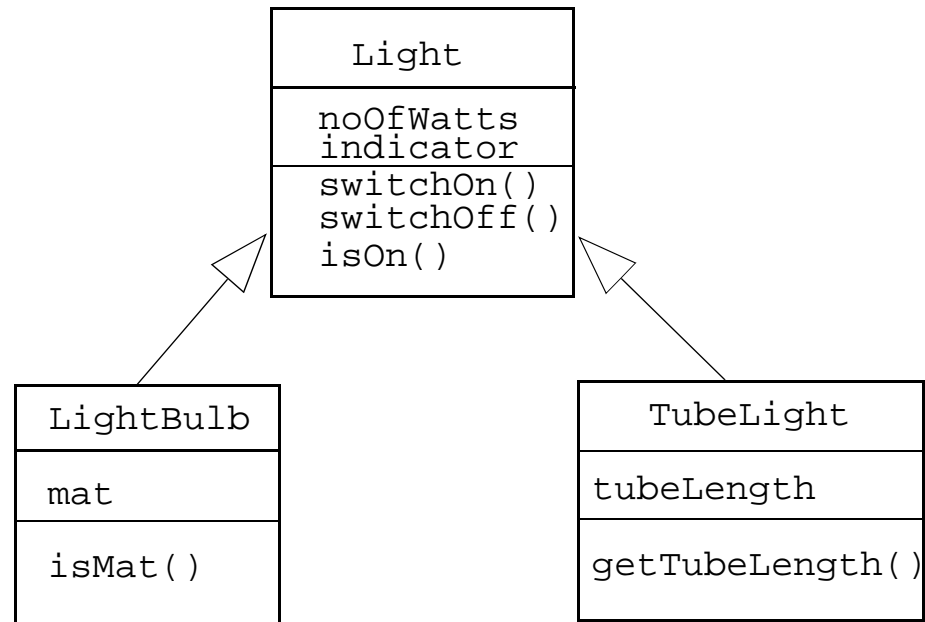 Light
noOfWatts
indicator
switchOn()
switchOff()
isOn()
LightBulb
mat
isMat()
TubeLight
tubeLength
getTubeLength()